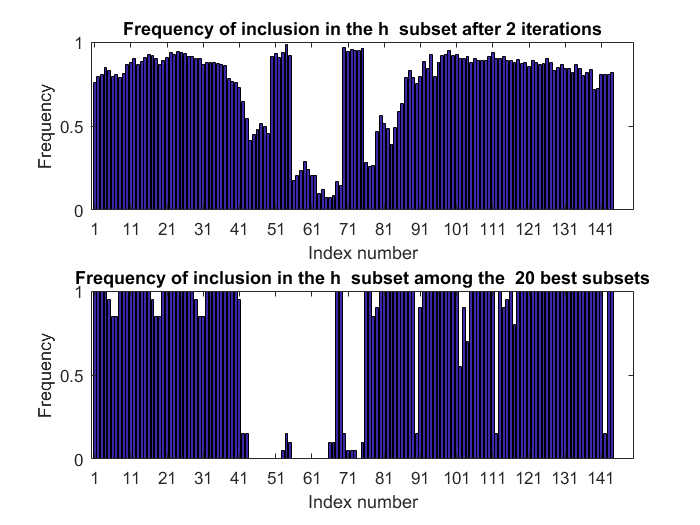 Frequency of inclusion in the h  subset after 2 iterations
1
0.5
0
Frequency
1 11 21 31 41 51 61 71 81 91 101 111 121 131 141
Index number
Frequency of inclusion in the h  subset among the  20 best subsets
1
0.5
0
Frequency
1 11 21 31 41 51 61 71 81 91 101 111 121 131 141
Index number